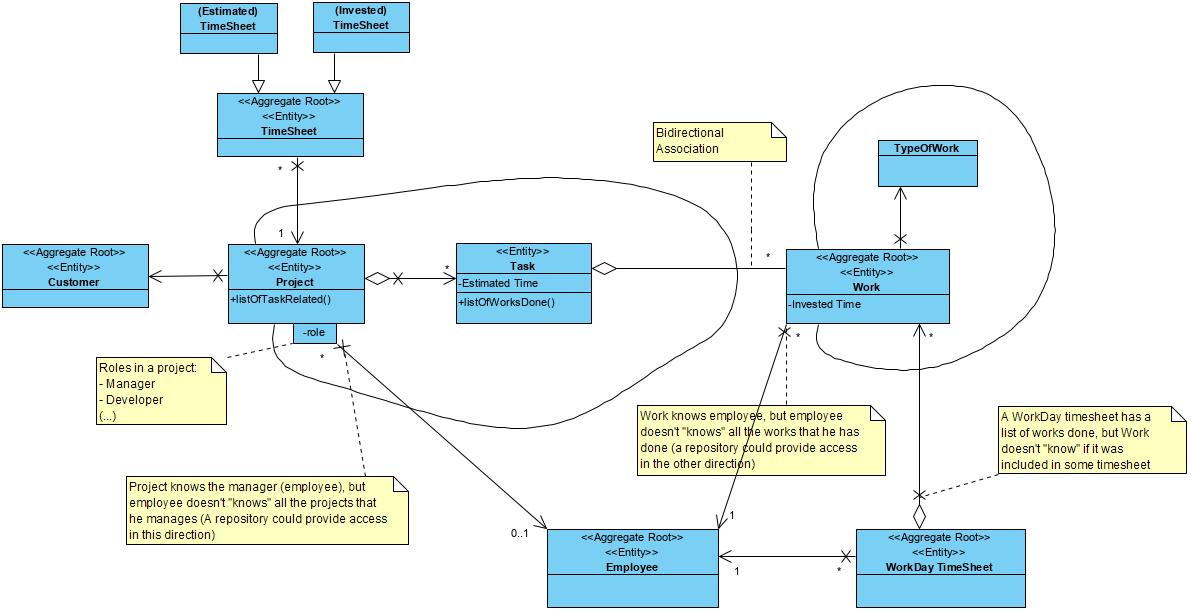 (Estimated)
TimeSheet
(Invested)
TimeSheet
<<Aggregate Root>>
<<Entity>>
TimeSheet
*
1
Bidirectional
Association
TypeOfWork
<<Aggregate Root>>
<<Entity>>
Customer
<<Aggregate Root>>
<<Entity>>
Project
+listOfTaskRelated()
-role
*
*
<<Entity>>
Task
-Estimated Time
+listOfWorksDone()
*
<<Aggregate Root>>
<<Entity>>
Work
-Invested Time
*
*
Roles in a project:
- Manager
- Developer
(...)
Work knows employee, but employee
doesn't "knows" all the works that he has
done (a repository could provide access
in the other direction)
A WorkDay timesheet has a
list of works done, but Work
doesn't "know" if it was
included in some timesheet
Project knows the manager (employee), but
employee doesn't "knows" all the projects that
he manages (A repository could provide access
in this direction)
0..1
1
<<Aggregate Root>>
<<Entity>>
Employee
1
*
<<Aggregate Root>>
<<Entity>>
WorkDay TimeSheet